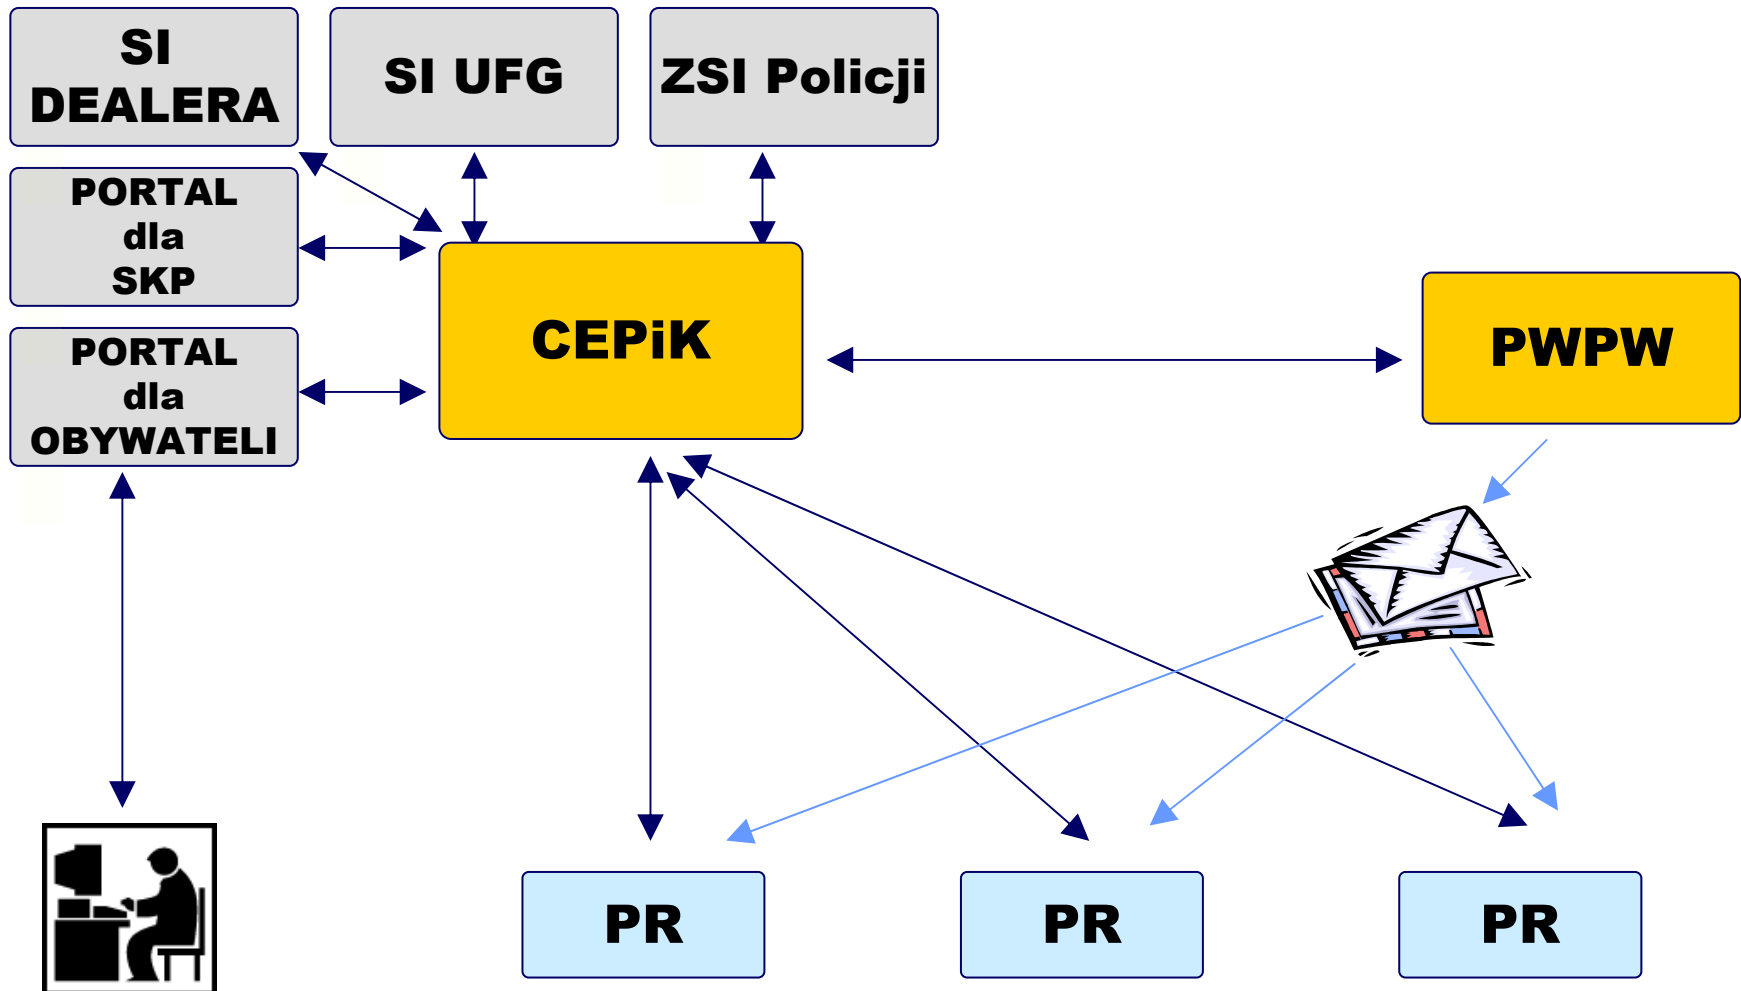 SI
DEALERA
SI UFG
ZSI Policji
PORTAL
dla
SKP
PORTAL
dla
OBYWATELI
CEPiK
PWPW
PR
PR
PR